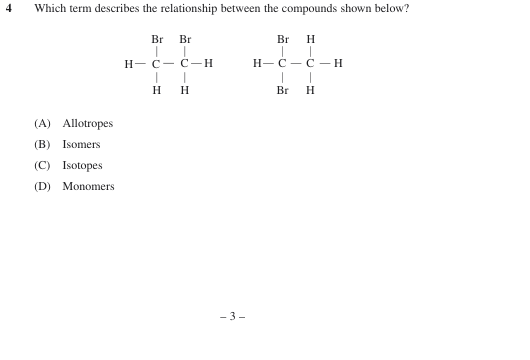 4 Which term describes the relationship between the compounds shown below?
Br Br Br H
| | | |
H— C — C —H H— C — C —H
| | | |
H H Br H
(A) Allotropes
(B) Isomers
(C) Isotopes
(D) Monomers
– 3 –